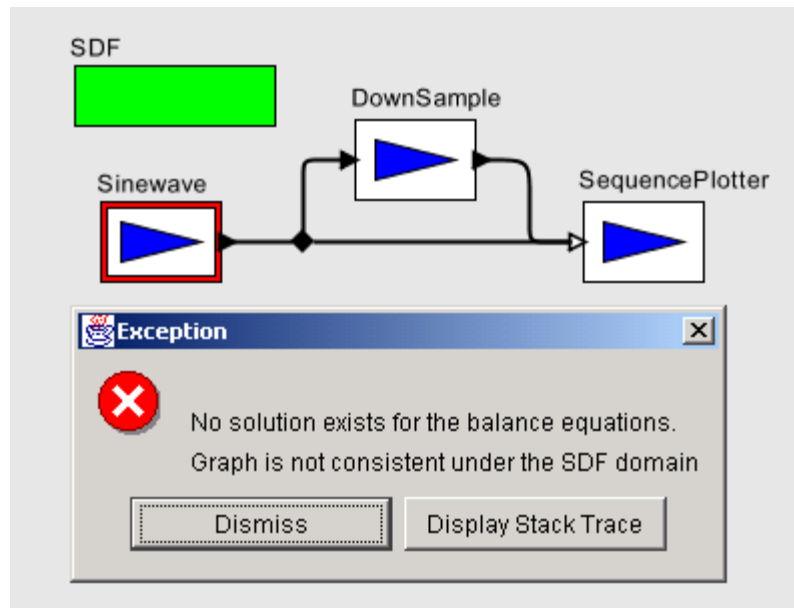 SDF
DownSample
Sinewave
SequencePlotter
Exception
No solution exists for the balance equations.
Graph is not consistent under the SDF domain
Dismiss
Display Stack Trace